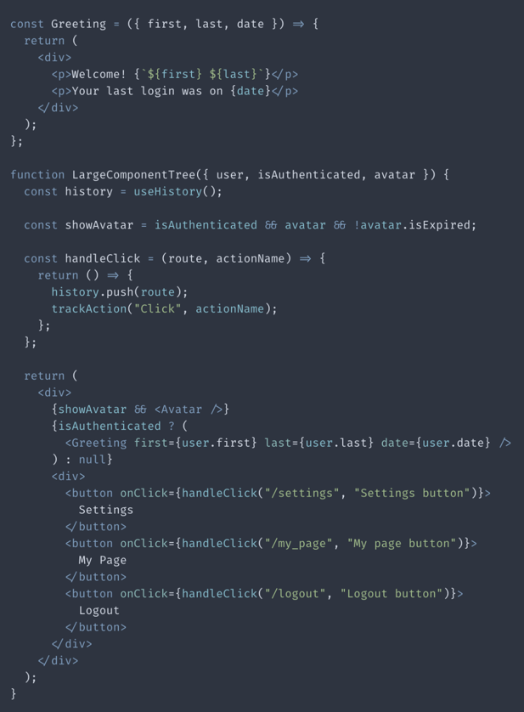 const Greeting = ({ first, last, date }) => {
  return (
    <div>
      <p>Welcome! {`${first} ${last}`}</p>
      <p>Your last login was on {date}</p>
    </div>
  );
};

function LargeComponentTree({ user, isAuthenticated, avatar }) {
  const history = useHistory();

  const showAvatar = isAuthenticated && avatar && !avatar.isExpired;

  const handleClick = (route, actionName) => {
    return () => {
      history.push(route);
      trackAction("Click", actionName);
    };
  };

  return (
    <div>
      {showAvatar && <Avatar />}
      {isAuthenticated ? (
        <Greeting first={user.first} last={user.last} date={user.date} />
      ) : null}
      <div>
        <button onClick={handleClick("/settings", "Settings button")}>
          Settings
        </button>
        <button onClick={handleClick("/my_page", "My page button")}>
          My Page
        </button>
        <button onClick={handleClick("/logout", "Logout button")}>
          Logout
        </button>
      </div>
    </div>
  );
}